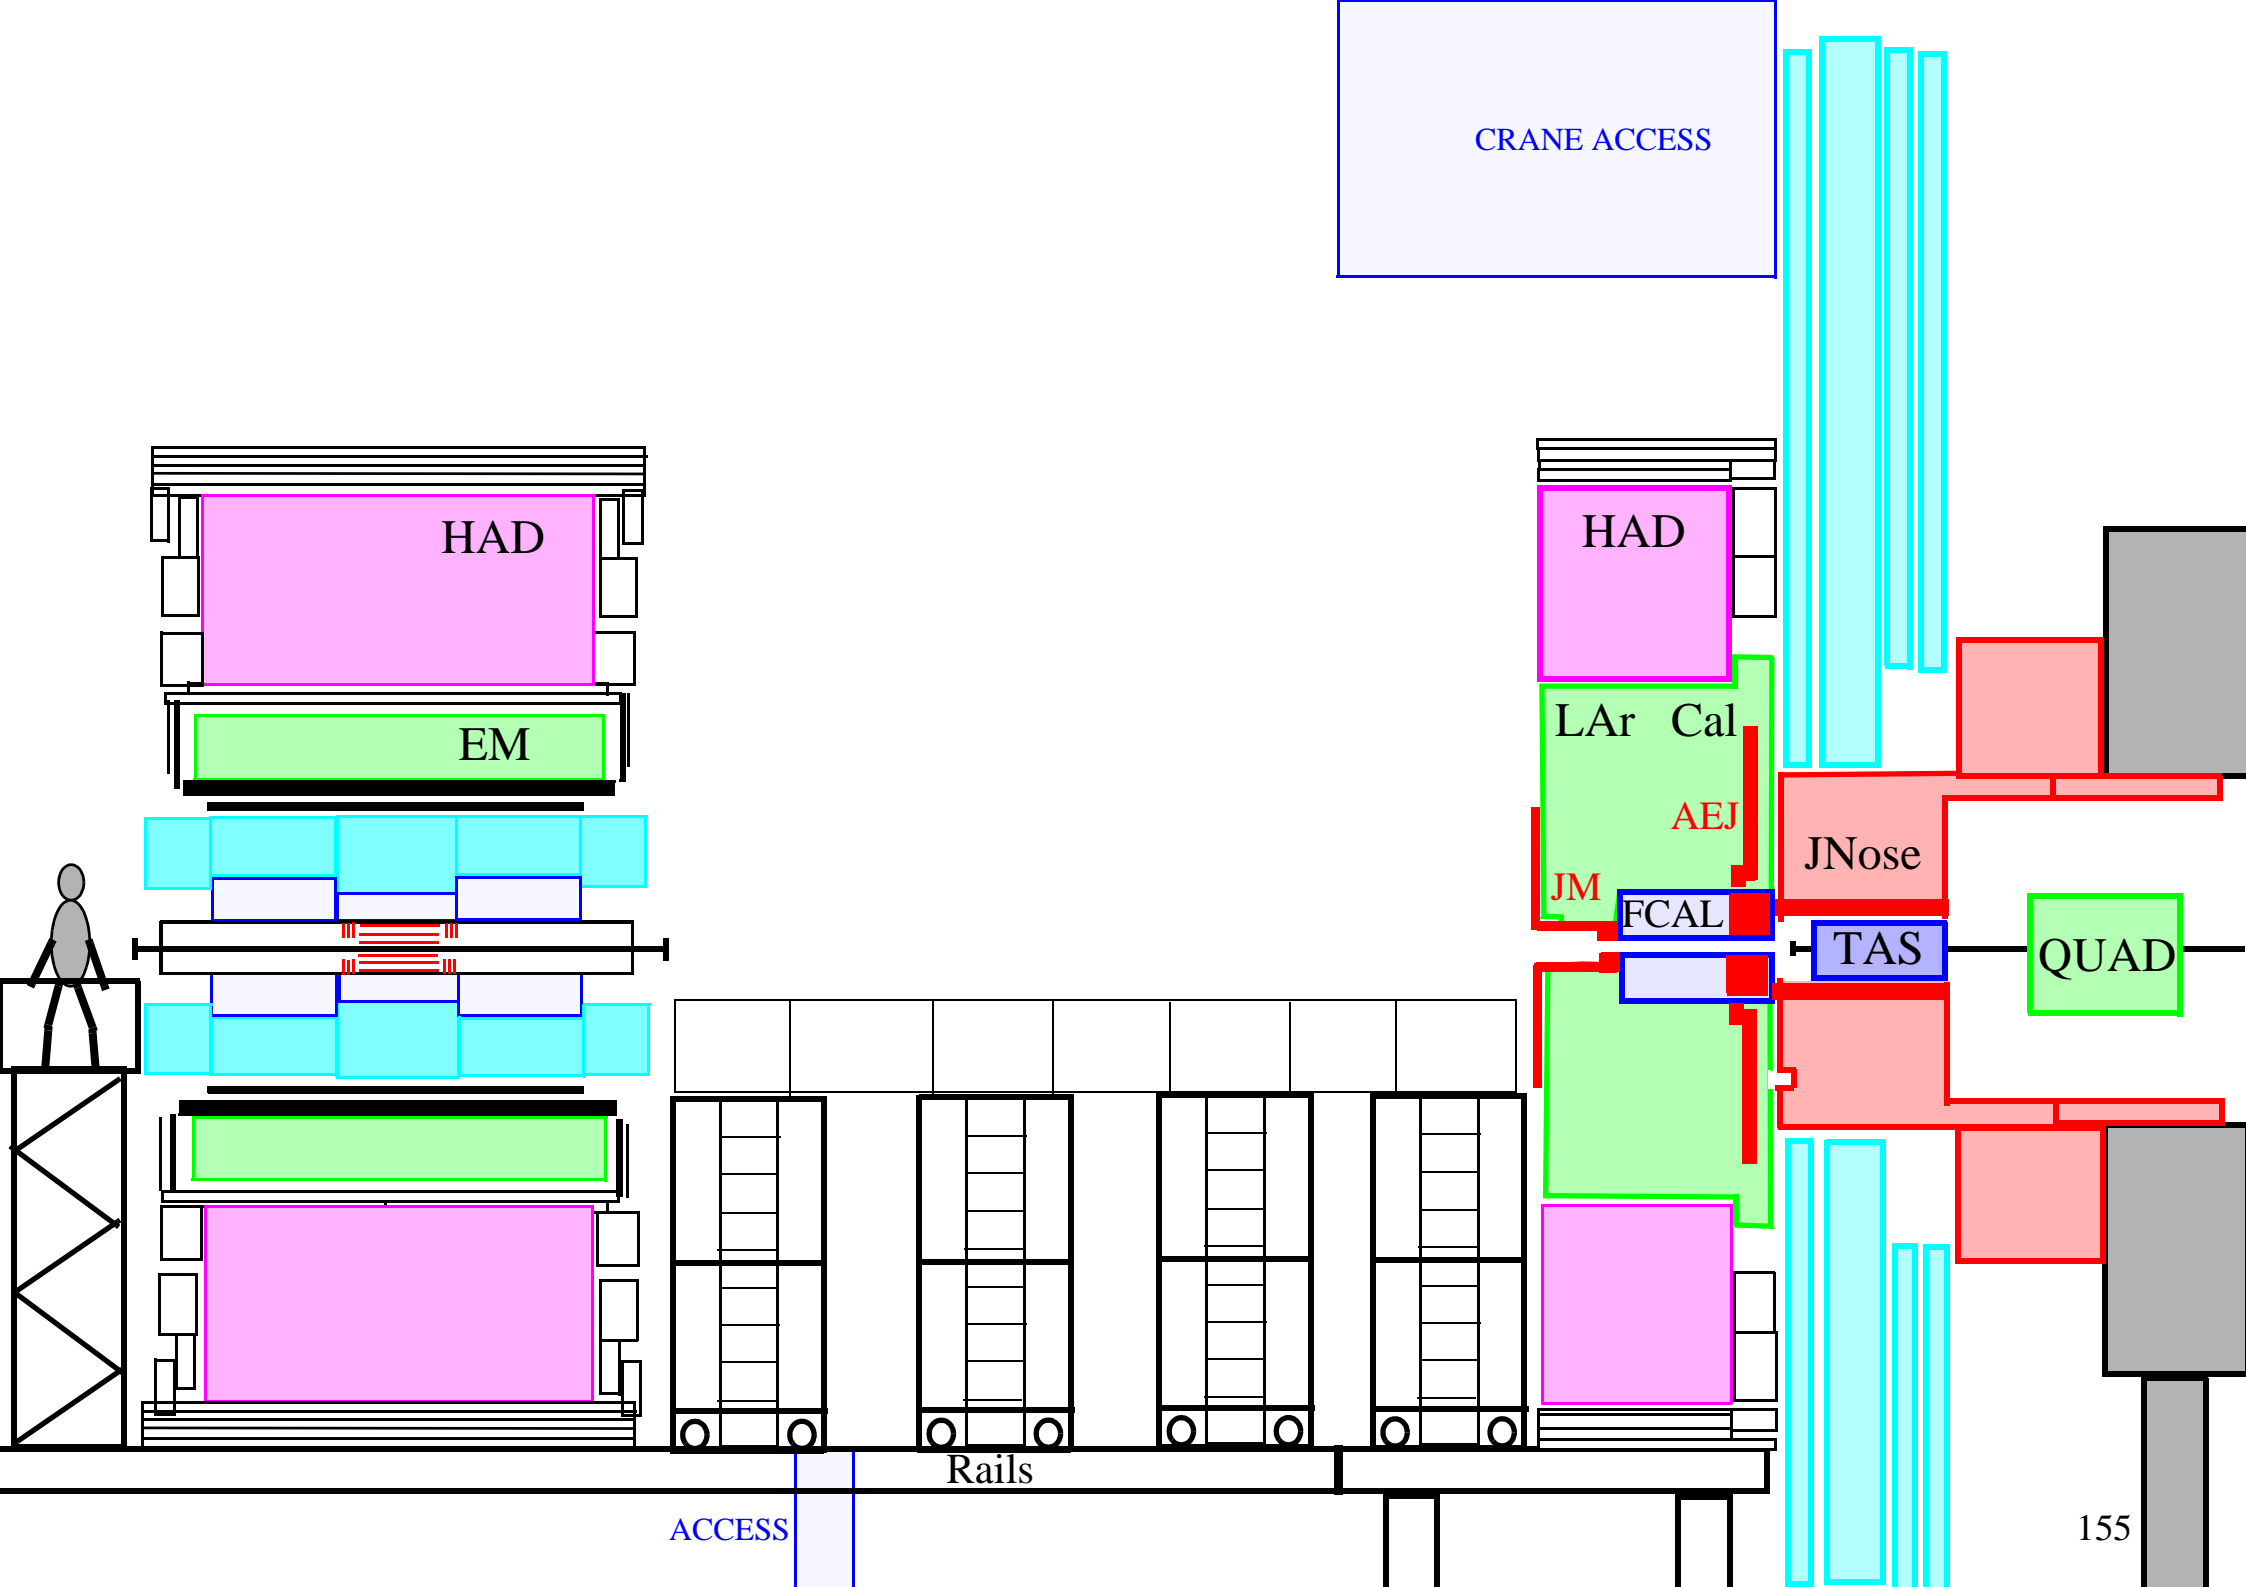 CRANE ACCESS
HAD
HAD
EM
LAr Cal
AEJ
JNose
JM
FCAL
TAS
QUAD
Rails
ACCESS
155